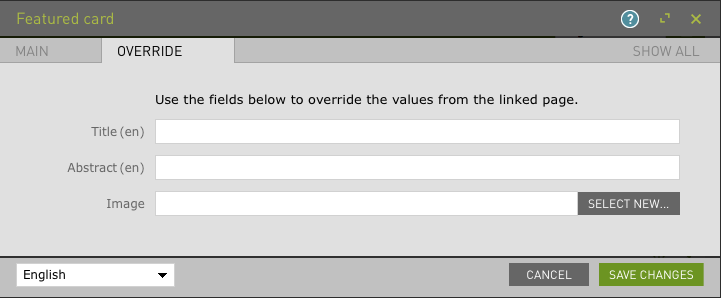 Featured card
?
MAIN
OVERRIDE
SHOW ALL
Use the fields below to override the values from the linked page.
Title (en)
Abstract (en)
Image
SELECT NEW...
English
CANCEL
SAVE CHANGES